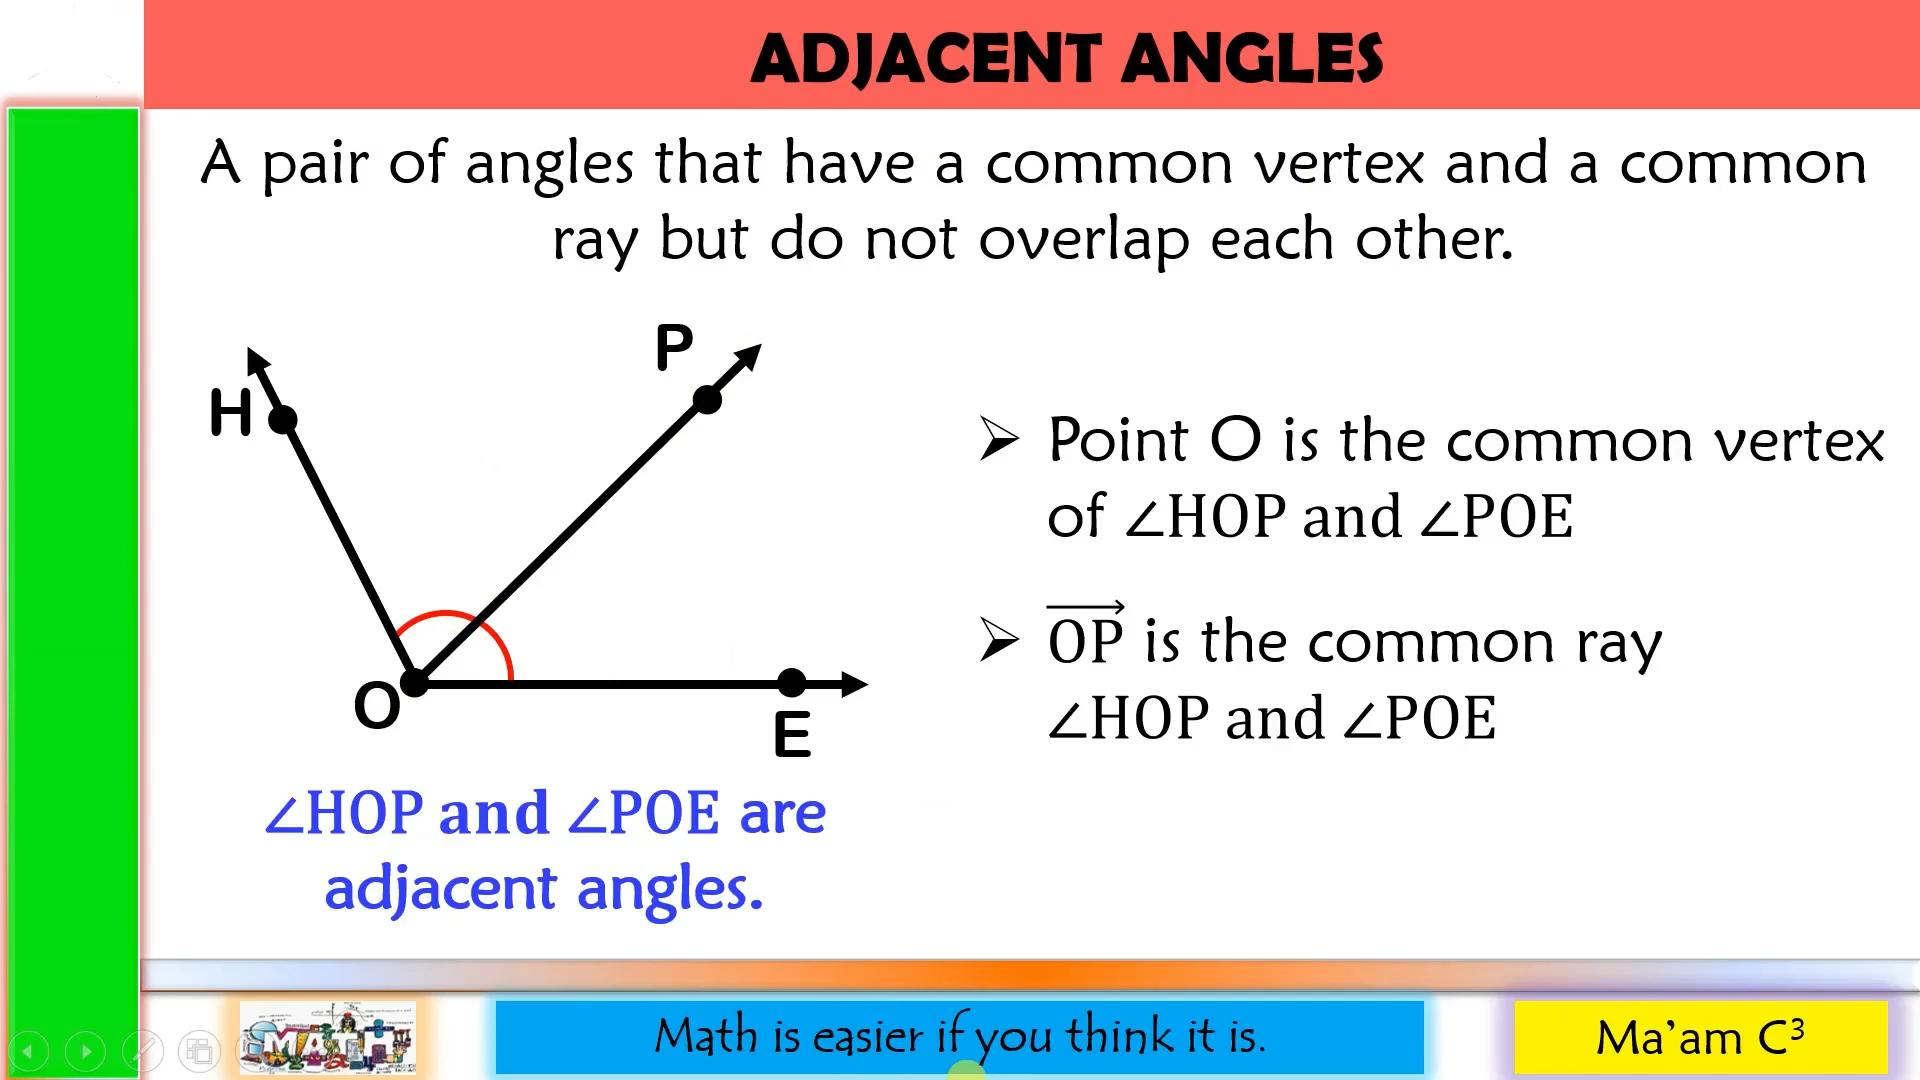 ADJACENT ANGLES
A pair of angles that have a common vertex and a common
ray but do not overlap each other.
P
H
O
E
∠HOP and ∠POE are
adjacent angles.
➢ Point O is the common vertex
of ∠HOP and ∠POE
➢ $\overrightarrow{\text{OP}}$ is the common ray
∠HOP and ∠POE
MATH
Math is easier if you think it is.
Ma'am C³